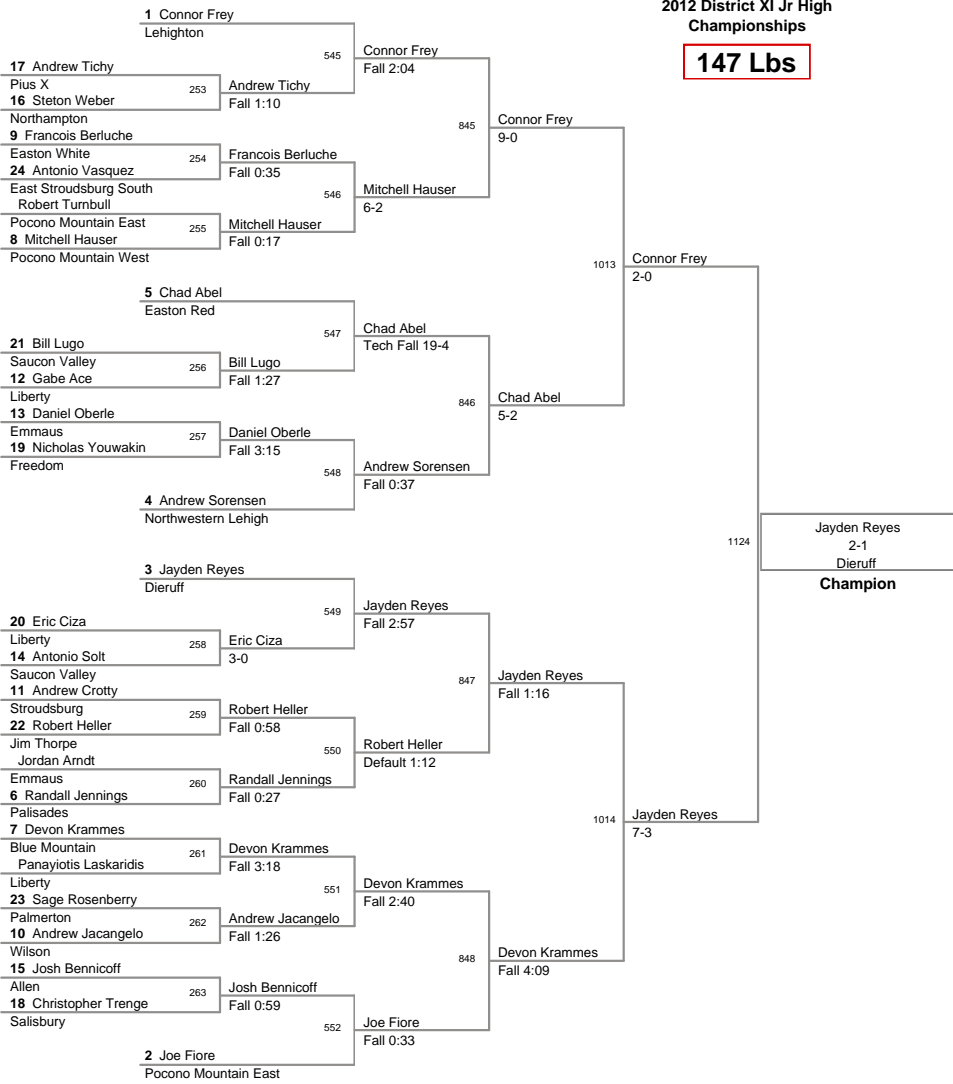 2012 District XI Jr High
Championships
147 Lbs
1 Connor Frey
Lehighton
17 Andrew Tichy
Pius X
253
16 Steton Weber
Northampton
Andrew Tichy
Fall 1:10
545
Connor Frey
Fall 2:04
9 Francois Berluche
Easton White
254
24 Antonio Vasquez
East Stroudsburg South
Francois Berluche
Fall 0:35
Robert Turnbull
Pocono Mountain East
255
8 Mitchell Hauser
Pocono Mountain West
Mitchell Hauser
Fall 0:17
546
Mitchell Hauser
6-2
845
Connor Frey
9-0
5 Chad Abel
Easton Red
21 Bill Lugo
Saucon Valley
256
12 Gabe Ace
Liberty
Bill Lugo
Fall 1:27
547
Chad Abel
Tech Fall 19-4
13 Daniel Oberle
Emmaus
257
19 Nicholas Youwakin
Freedom
Daniel Oberle
Fall 3:15
4 Andrew Sorensen
Northwestern Lehigh
548
Andrew Sorensen
Fall 0:37
846
Chad Abel
5-2
1013
Connor Frey
2-0
3 Jayden Reyes
Dieruff
20 Eric Ciza
Liberty
258
14 Antonio Solt
Saucon Valley
Eric Ciza
3-0
549
Jayden Reyes
Fall 2:57
11 Andrew Crotty
Stroudsburg
259
22 Robert Heller
Jim Thorpe
Robert Heller
Fall 0:58
Jordan Arndt
Emmaus
260
6 Randall Jennings
Palisades
Randall Jennings
Fall 0:27
550
Robert Heller
Default 1:12
847
Jayden Reyes
Fall 1:16
7 Devon Krammes
Blue Mountain
261
Panayiotis Laskaridis
Liberty
Devon Krammes
Fall 3:18
23 Sage Rosenberry
Palmerton
262
10 Andrew Jacangelo
Wilson
Andrew Jacangelo
Fall 1:26
551
Devon Krammes
Fall 2:40
15 Josh Bennicoff
Allen
263
18 Christopher Trenge
Salisbury
Josh Bennicoff
Fall 0:59
2 Joe Fiore
Pocono Mountain East
552
Joe Fiore
Fall 0:33
848
Devon Krammes
Fall 4:09
1014
Jayden Reyes
7-3
1124
Jayden Reyes
2-1
Dieruff
Champion